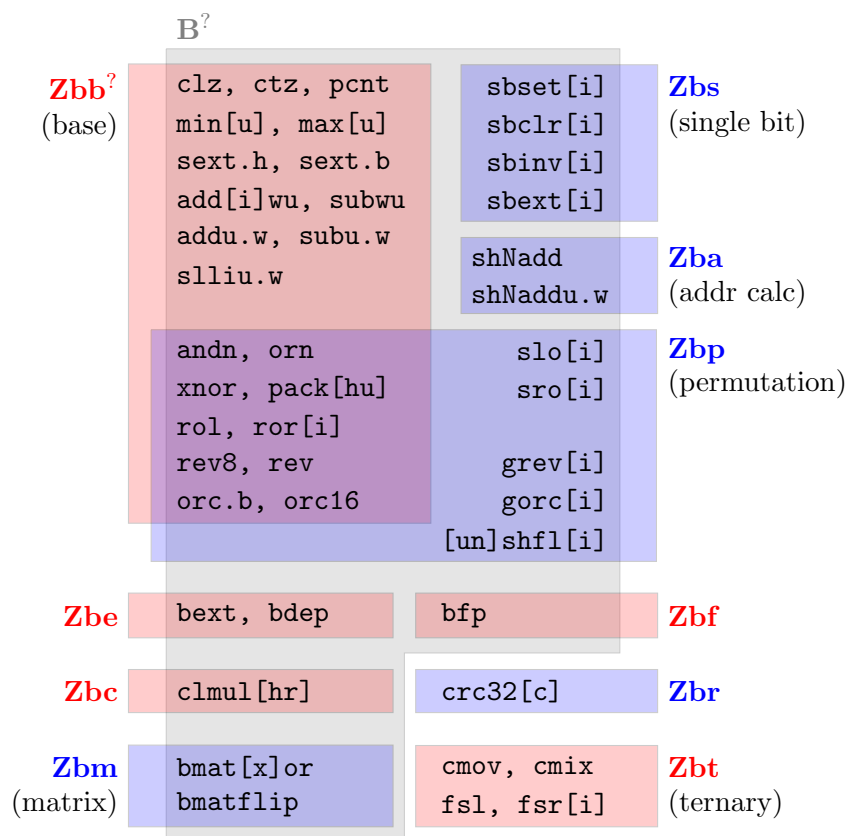 B?
Zbb?
(base)
clz, ctz, pcnt
min[u], max[u]
sext.h, sext.b
add[i]wu, subwu
addu.w, subu.w
slliu.w
sbset[i]
sbclr[i]
sbinv[i]
sbext[i]
Zbs
(single bit)
shNadd
shNaddu.w
Zba
(addr calc)
andn, orn
xnor, pack[hu]
rol, ror[i]
rev8, rev
orc.b, orc16
slo[i]
sro[i]
grev[i]
gorc[i]
[un]shfl[i]
Zbp
(permutation)
Zbe
bext, bdep
bfp
Zbf
Zbc
clmul[hr]
crc32[c]
Zbr
Zbm
(matrix)
bmat[x]or
bmatflip
cmov, cmix
fsl, fsr[i]
Zbt
(ternary)